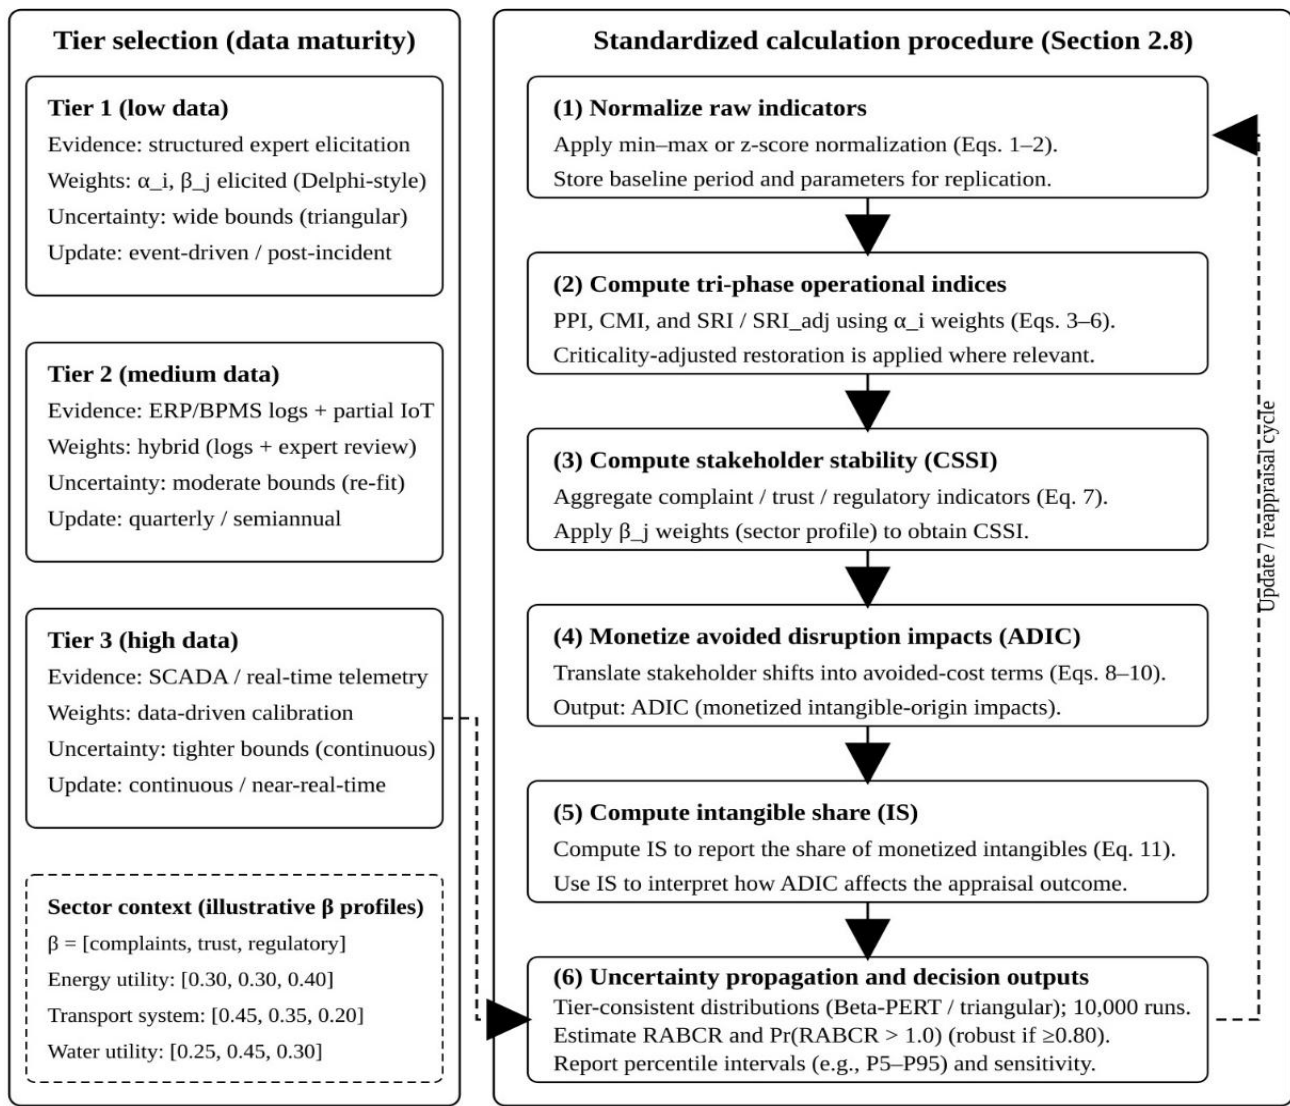 Tier selection (data maturity)
Tier 1 (low data)
Evidence: structured expert elicitation
Weights: α_i, β_j elicited (Delphi-style)
Uncertainty: wide bounds (triangular)
Update: event-driven / post-incident
Tier 2 (medium data)
Evidence: ERP/BPMS logs + partial IoT
Weights: hybrid (logs + expert review)
Uncertainty: moderate bounds (re-fit)
Update: quarterly / semiannual
Tier 3 (high data)
Evidence: SCADA / real-time telemetry
Weights: data-driven calibration
Uncertainty: tighter bounds (continuous)
Update: continuous / near-real-time
Sector context (illustrative β profiles)
β = [complaints, trust, regulatory]
Energy utility: [0.30, 0.30, 0.40]
Transport system: [0.45, 0.35, 0.20]
Water utility: [0.25, 0.45, 0.30]
Standardized calculation procedure (Section 2.8)
(1) Normalize raw indicators
Apply min–max or z-score normalization (Eqs. 1–2).
Store baseline period and parameters for replication.
(2) Compute tri-phase operational indices
PPI, CMI, and SRI / SRI_adj using α_i weights (Eqs. 3–6).
Criticality-adjusted restoration is applied where relevant.
(3) Compute stakeholder stability (CSSI)
Aggregate complaint / trust / regulatory indicators (Eq. 7).
Apply β_j weights (sector profile) to obtain CSSI.
(4) Monetize avoided disruption impacts (ADIC)
Translate stakeholder shifts into avoided-cost terms (Eqs. 8–10).
Output: ADIC (monetized intangible-origin impacts).
(5) Compute intangible share (IS)
Compute IS to report the share of monetized intangibles (Eq. 11).
Use IS to interpret how ADIC affects the appraisal outcome.
(6) Uncertainty propagation and decision outputs
Tier-consistent distributions (Beta-PERT / triangular); 10,000 runs.
Estimate RABCR and Pr(RABCR > 1.0) (robust if ≥0.80).
Report percentile intervals (e.g., P5–P95) and sensitivity.
Update / reappraisal cycle